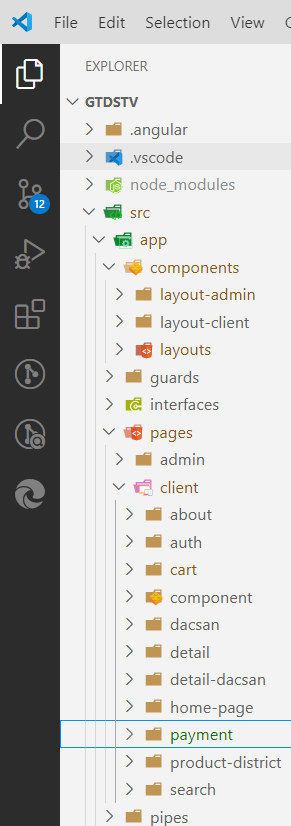 File Edit Selection View
EXPLORER
GTDSTV
.angular
.vscode
node_modules
src
app
components
layout-admin
layout-client
layouts
guards
interfaces
pages
admin
client
about
auth
cart
component
dacsan
detail
detail-dacsan
home-page
payment
product-district
search
pipes
12